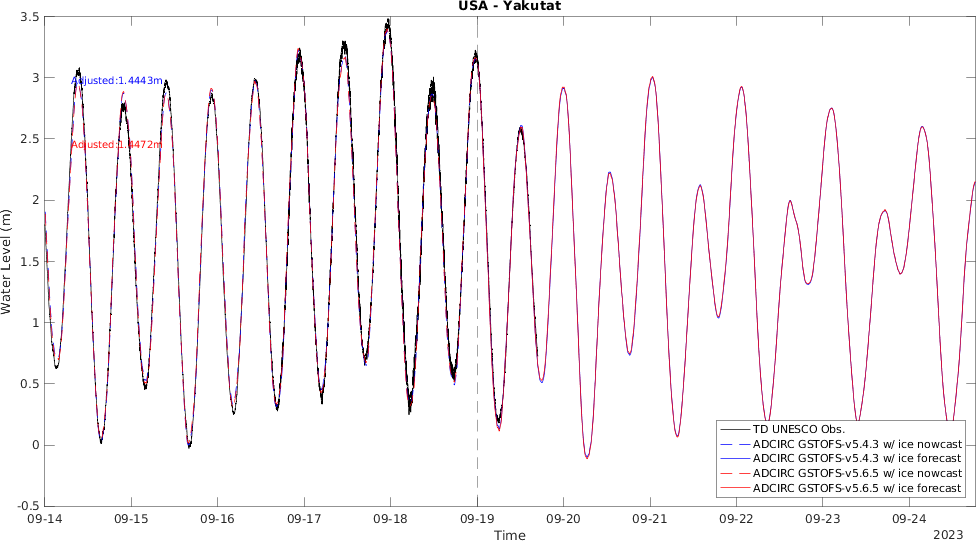 USA - Yakutat
3.5
3
2.5
2
1.5
1
0.5
0
-0.5
Water Level (m)
Adjusted:1.4443m
Adjusted:1.4472m
TD UNESCO Obs.
ADCIRC GSTOFS-v5.4.3 w/ ice nowcast
ADCIRC GSTOFS-v5.4.3 w/ ice forecast
ADCIRC GSTOFS-v5.6.5 w/ ice nowcast
ADCIRC GSTOFS-v5.6.5 w/ ice forecast
09-14 09-15 09-16 09-17 09-18 09-19 09-20 09-21 09-22 09-23 09-24
Time
2023